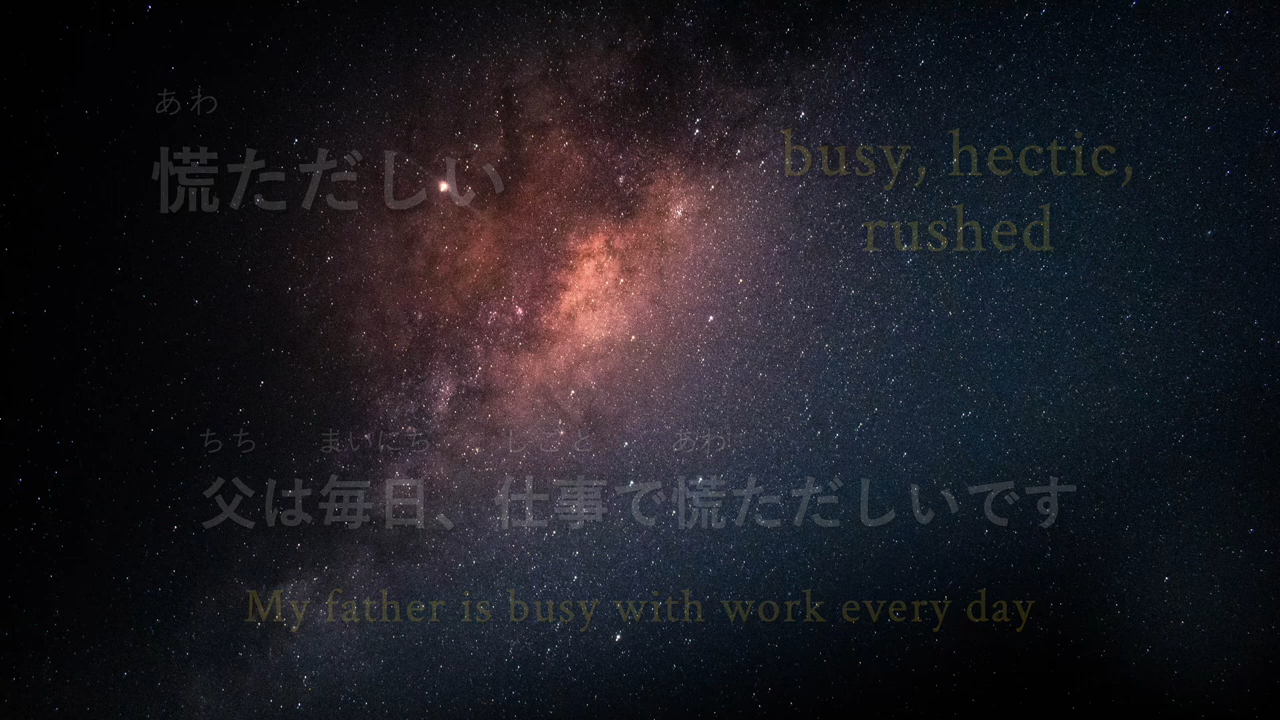 あわ
慌ただしい
busy, hectic,
rushed
ちち まいにち しごと あわ
父は毎日、仕事で慌ただしいです
My father is busy with work every day